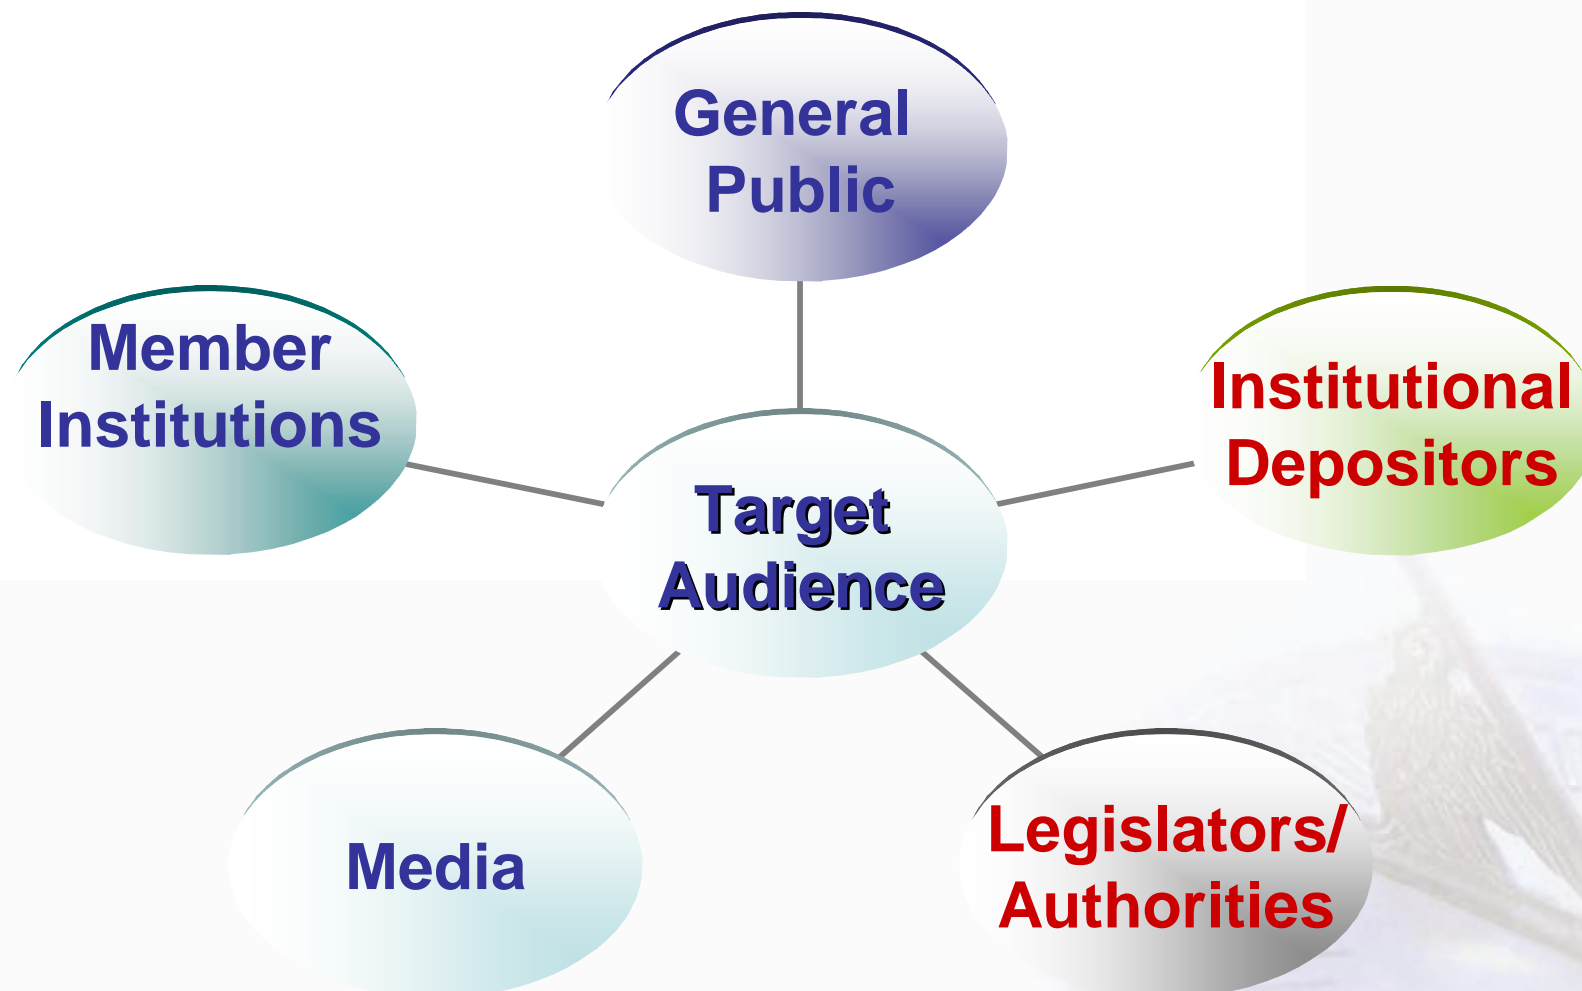 General
Public
Member
Institutions
Institutional
Depositors
Target
Audience
Media
Legislators/
Authorities